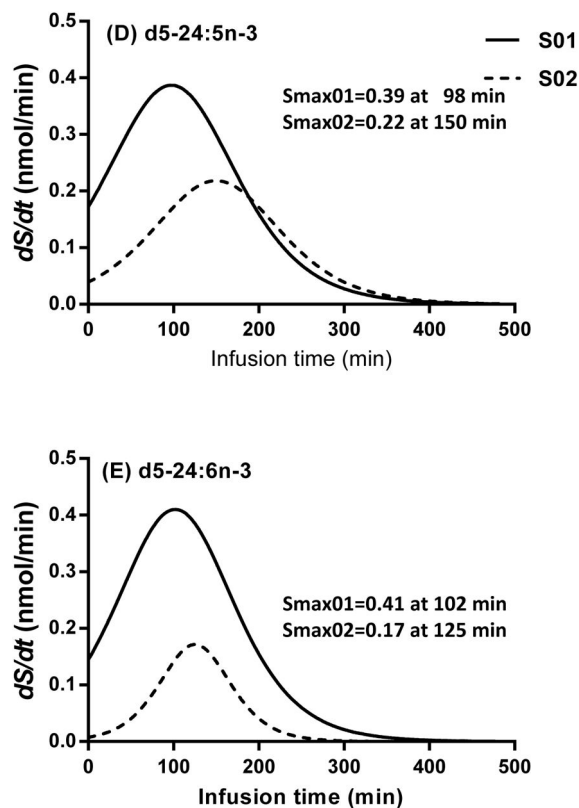 (D) d5-24:5n-3
S01
S02
Smax01=0.39 at 98 min
Smax02=0.22 at 150 min
dS/dt (nmol/min)
0.5
0.4
0.3
0.2
0.1
0.0
0 100 200 300 400 500
Infusion time (min)
(E) d5-24:6n-3
Smax01=0.41 at 102 min
Smax02=0.17 at 125 min
dS/dt (nmol/min)
0.5
0.4
0.3
0.2
0.1
0.0
0 100 200 300 400 500
Infusion time (min)